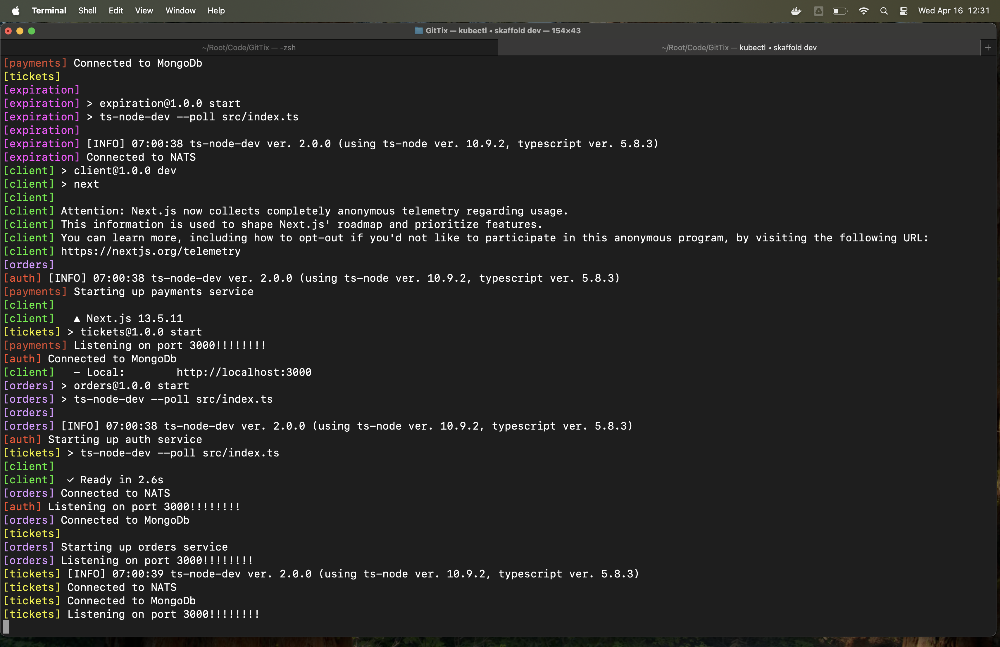 Terminal Shell Edit View Window Help Wed Apr 16 12:31
GitTix — kubectl ◂ skaffold dev — 154×43
~/Root/Code/GitTix — -zsh
~/Root/Code/GitTix — kubectl ◂ skaffold dev +
[payments] Connected to MongoDb
[tickets]
[expiration]
[expiration] > expiration@1.0.0 start
[expiration] > ts-node-dev --poll src/index.ts
[expiration]
[expiration] [INFO] 07:00:38 ts-node-dev ver. 2.0.0 (using ts-node ver. 10.9.2, typescript ver. 5.8.3)
[expiration] Connected to NATS
[client] > client@1.0.0 dev
[client] > next
[client]
[client] Attention: Next.js now collects completely anonymous telemetry regarding usage.
[client] This information is used to shape Next.js' roadmap and prioritize features.
[client] You can learn more, including how to opt-out if you'd not like to participate in this anonymous program, by visiting the following URL:
[client] https://nextjs.org/telemetry
[orders]
[auth] [INFO] 07:00:38 ts-node-dev ver. 2.0.0 (using ts-node ver. 10.9.2, typescript ver. 5.8.3)
[payments] Starting up payments service
[client]
[client]   ▲ Next.js 13.5.11
[tickets] > tickets@1.0.0 start
[payments] Listening on port 3000!!!!!!!!
[auth] Connected to MongoDb
[client]   - Local:        http://localhost:3000
[orders] > orders@1.0.0 start
[orders] > ts-node-dev --poll src/index.ts
[orders]
[orders] [INFO] 07:00:38 ts-node-dev ver. 2.0.0 (using ts-node ver. 10.9.2, typescript ver. 5.8.3)
[auth] Starting up auth service
[tickets] > ts-node-dev --poll src/index.ts
[client]
[client]  ✓ Ready in 2.6s
[orders] Connected to NATS
[auth] Listening on port 3000!!!!!!!!
[orders] Connected to MongoDb
[tickets]
[orders] Starting up orders service
[orders] Listening on port 3000!!!!!!!!
[tickets] [INFO] 07:00:39 ts-node-dev ver. 2.0.0 (using ts-node ver. 10.9.2, typescript ver. 5.8.3)
[tickets] Connected to NATS
[tickets] Connected to MongoDb
[tickets] Listening on port 3000!!!!!!!!